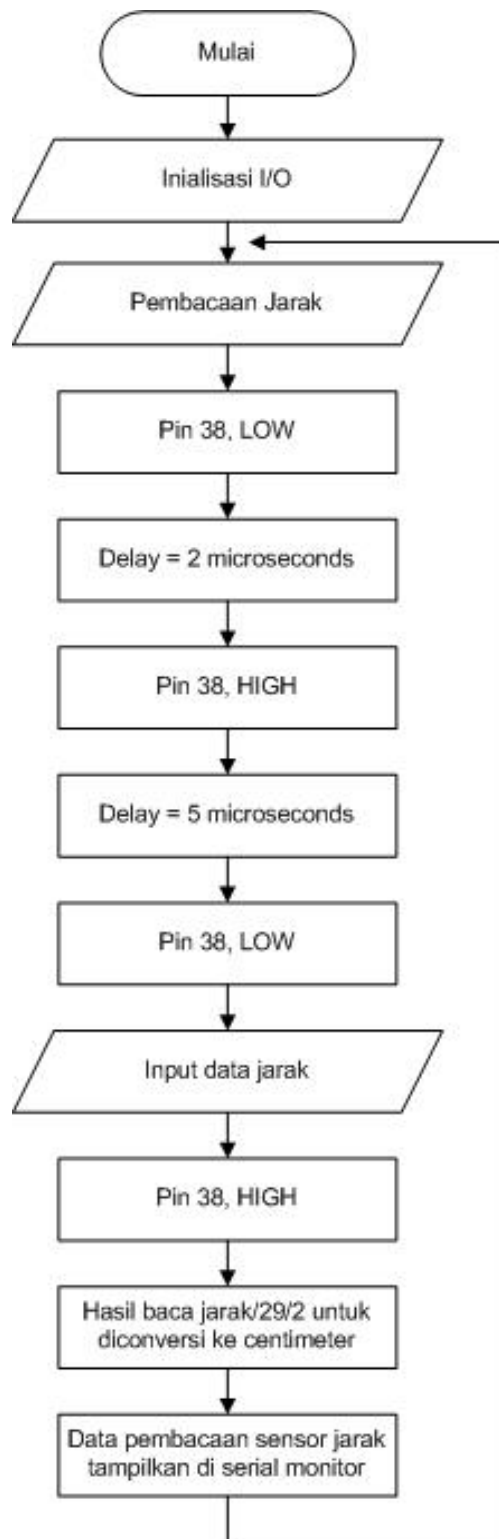 Mulai
Inialisasi I/O
Pembacaan Jarak
Pin 38, LOW
Delay = 2 microseconds
Pin 38, HIGH
Delay = 5 microseconds
Pin 38, LOW
Input data jarak
Pin 38, HIGH
Hasil baca jarak/29/2 untuk
diconversi ke centimeter
Data pembacaan sensor jarak
tampilkan di serial monitor